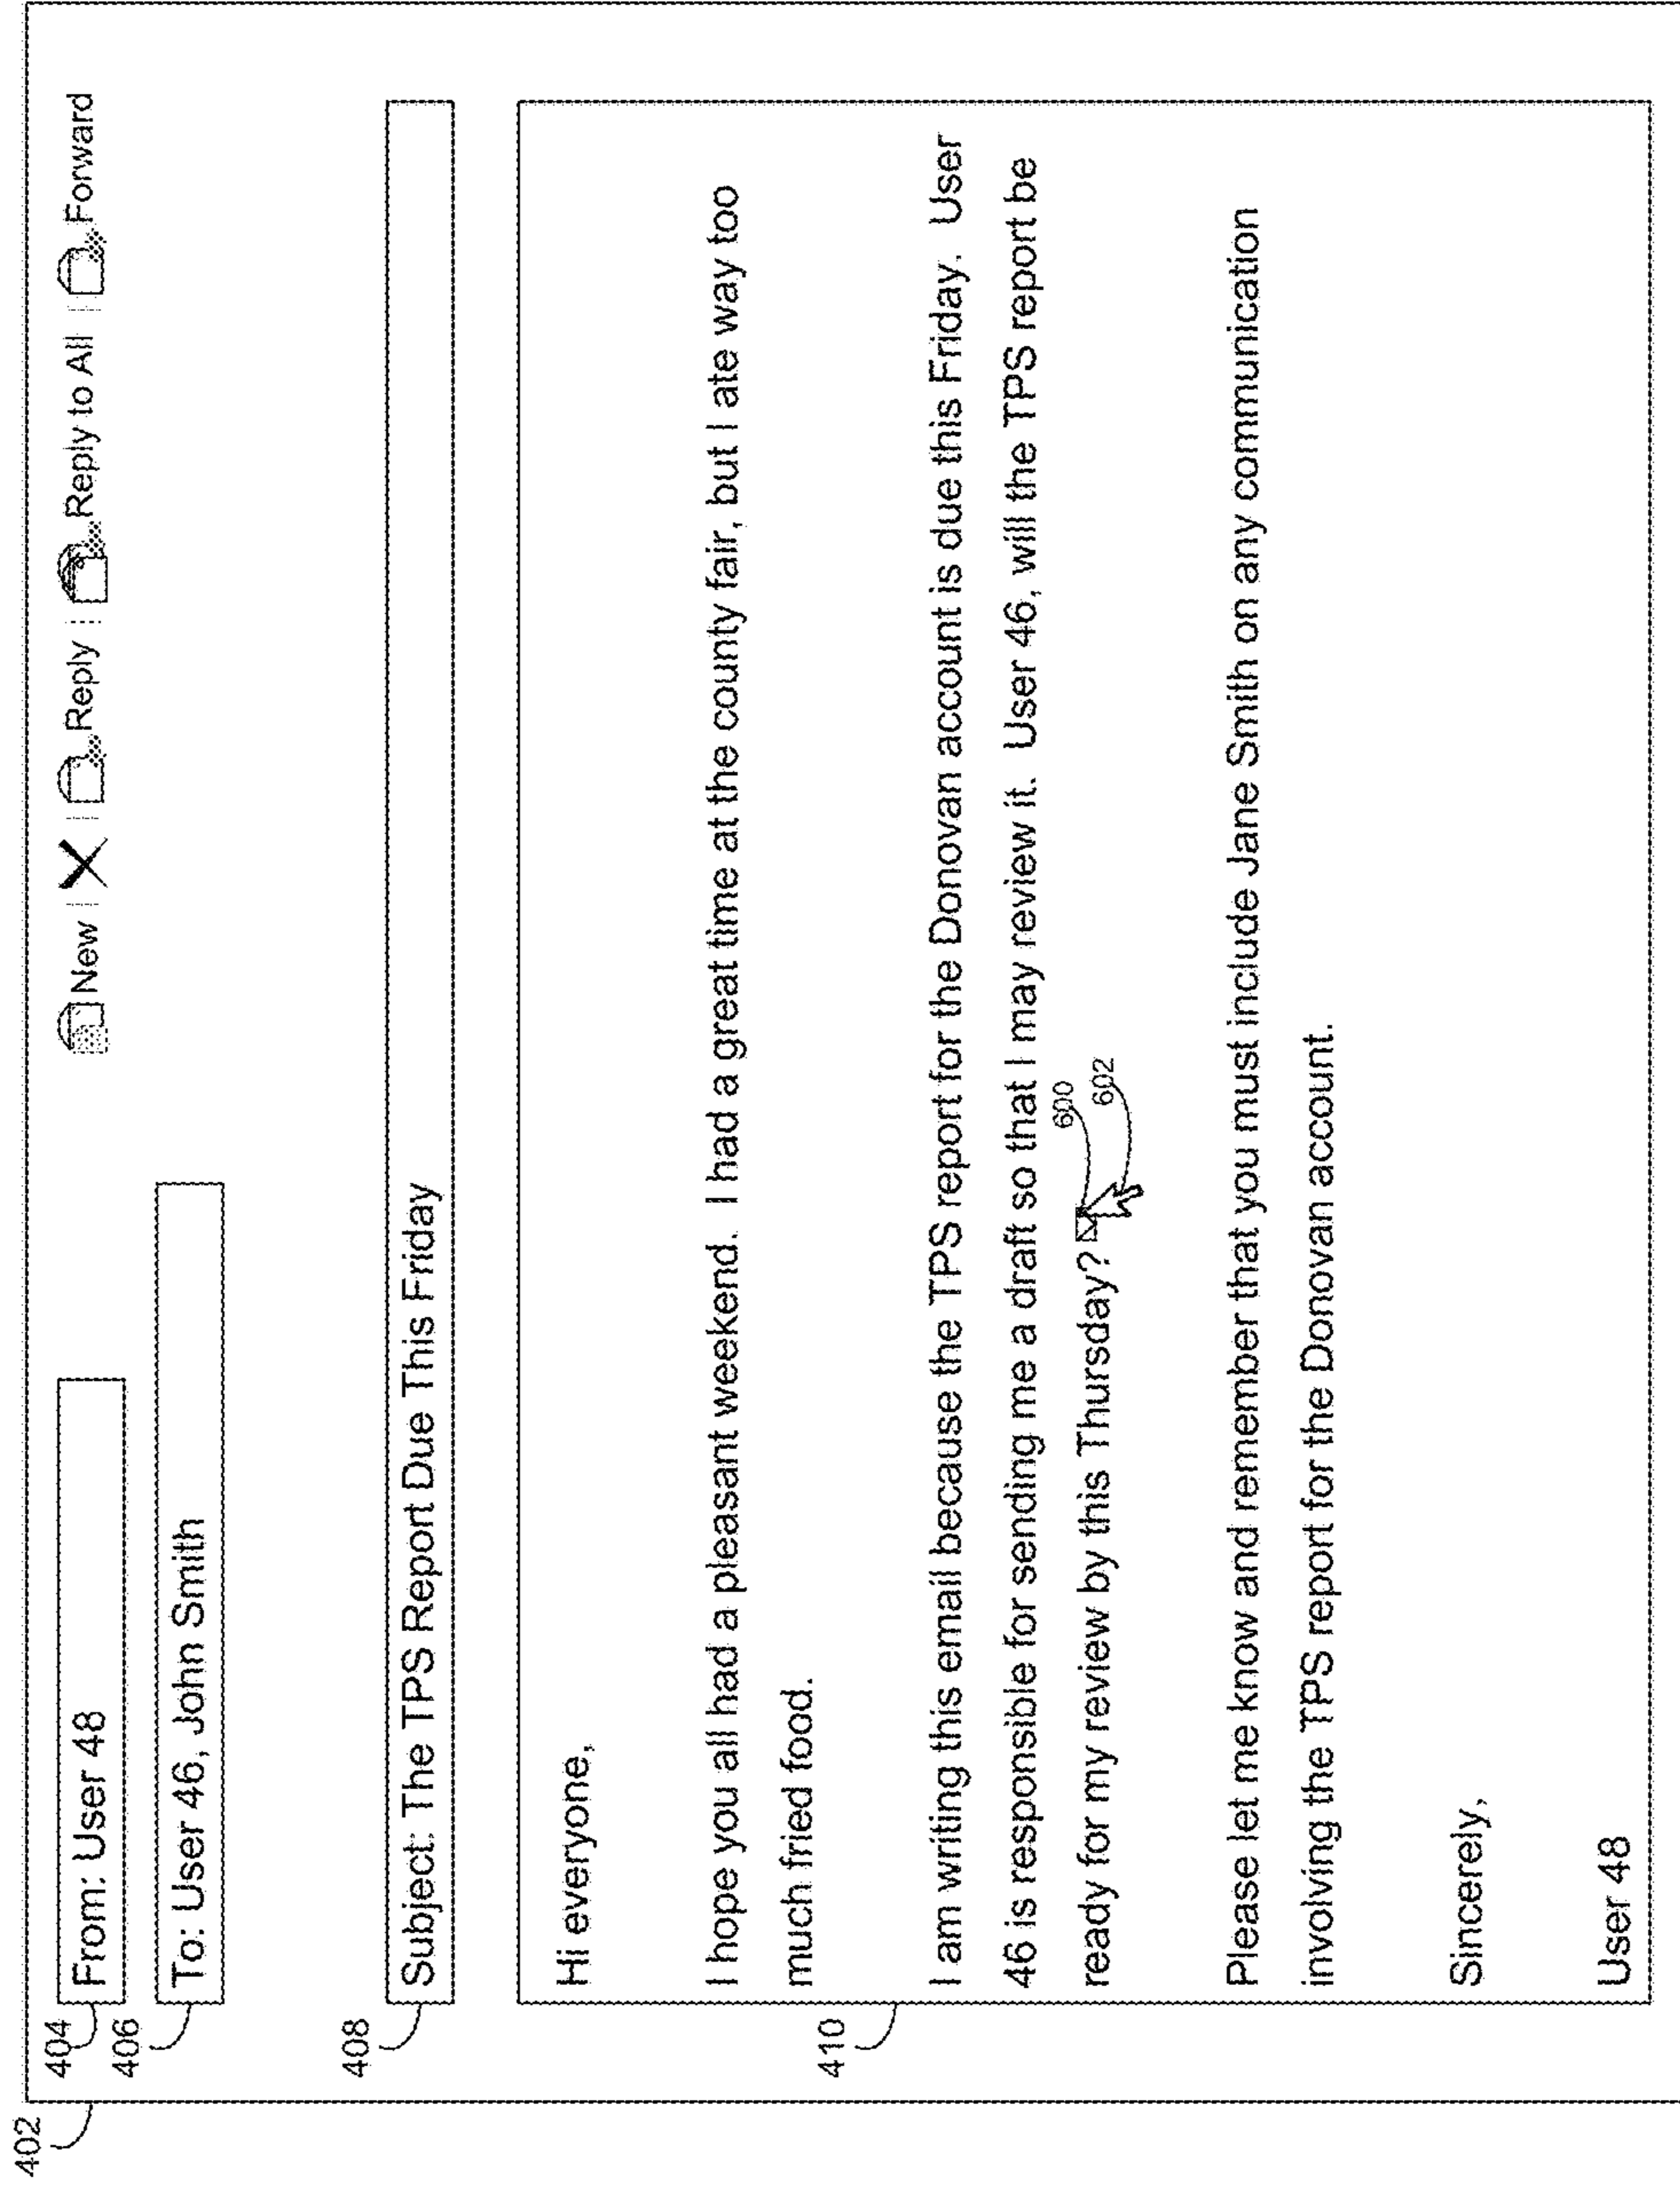 402
404
From: User 48
New | | Reply | Reply to All | Forward
406
To: User 46, John Smith
408
Subject: The TPS Report Due This Friday
Hi everyone,
I hope you all had a pleasant weekend. I had a great time at the county fair, but I ate way too
much fried food.
410
I am writing this email because the TPS report for the Donovan account is due this Friday. User
46 is responsible for sending me a draft so that I may review it. User 46, will the TPS report be
ready for my review by this Thursday?
600
602
Please let me know and remember that you must include Jane Smith on any communication
involving the TPS report for the Donovan account.
Sincerely,
User 48